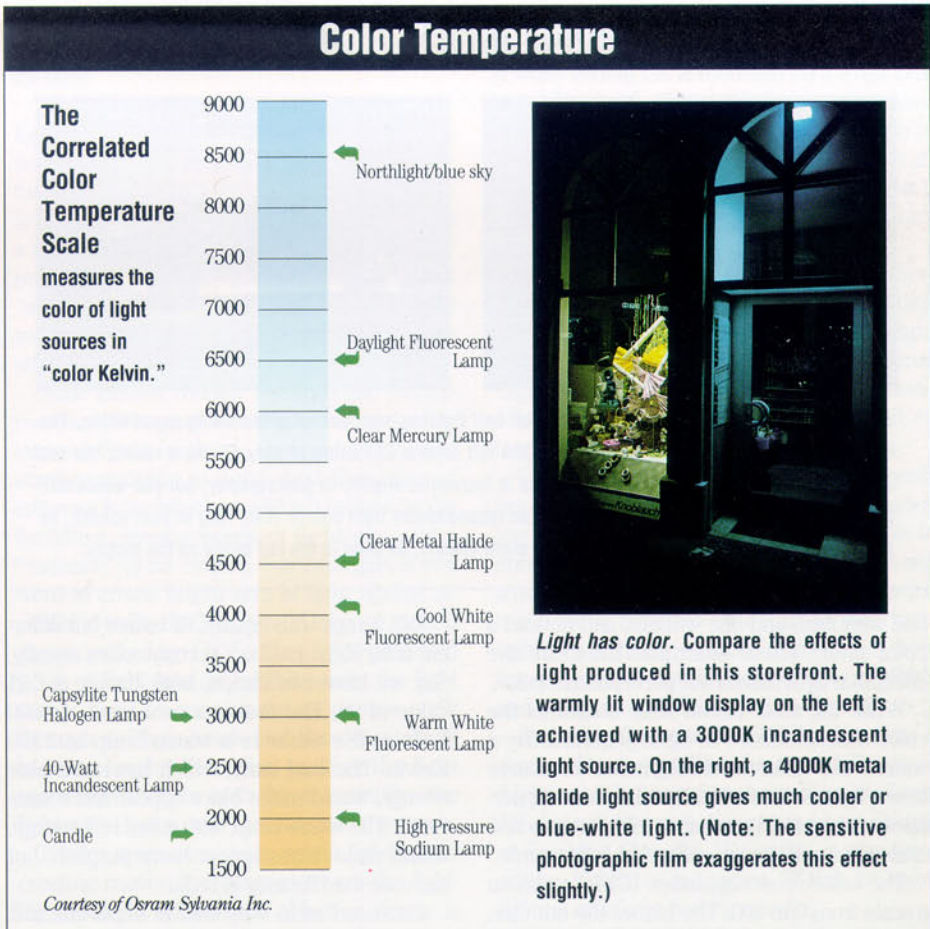 Color Temperature
The
Correlated
Color
Temperature
Scale
measures the
color of light
sources in
“color Kelvin.”
9000
8500
8000
7500
7000
6500
6000
5500
5000
4500
4000
3500
3000
2500
2000
1500
Northlight/blue sky
Daylight Fluorescent
Lamp
Clear Mercury Lamp
Clear Metal Halide
Lamp
Cool White
Fluorescent Lamp
Capsylite Tungsten
Halogen Lamp
Warm White
Fluorescent Lamp
40-Watt
Incandescent Lamp
Candle
High Pressure
Sodium Lamp
Courtesy of Osram Sylvania Inc.
Light has color. Compare the effects of
light produced in this storefront. The
warmly lit window display on the left is
achieved with a 3000K incandescent
light source. On the right, a 4000K metal
halide light source gives much cooler or
blue-white light. (Note: The sensitive
photographic film exaggerates this effect
slightly.)